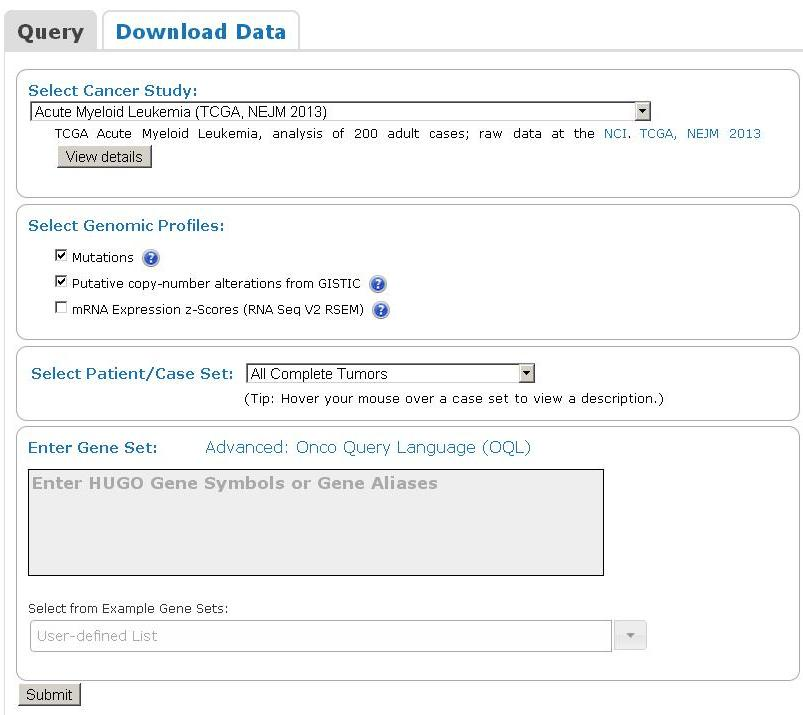 Query Download Data
Select Cancer Study:
Acute Myeloid Leukemia (TCGA, NEJM 2013)
TCGA Acute Myeloid Leukemia, analysis of 200 adult cases; raw data at the NCI. TCGA, NEJM 2013
View details
Select Genomic Profiles:
Mutations ?
Putative copy-number alterations from GISTIC ?
mRNA Expression z-Scores (RNA Seq V2 RSEM) ?
Select Patient/Case Set: All Complete Tumors
(Tip: Hover your mouse over a case set to view a description.)
Enter Gene Set: Advanced: Onco Query Language (OQL)
Enter HUGO Gene Symbols or Gene Aliases
Select from Example Gene Sets:
User-defined List
Submit